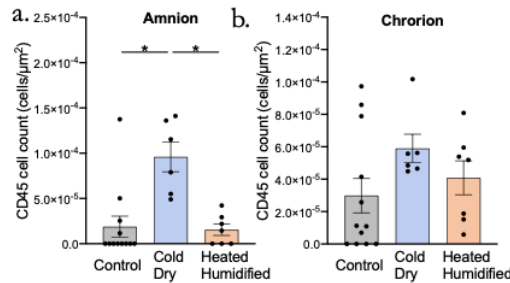 a.
Amnion
CD45 cell count (cells/μm²)
2.5×10⁻⁴
2.0×10⁻⁴
1.5×10⁻⁴
1.0×10⁻⁴
5.0×10⁻⁵
0.0
*
*
Control
Cold
Dry
Heated
Humidified
b.
Chrorion
CD45 cell count (cells/μm²)
1.4×10⁻⁴
1.2×10⁻⁴
1.0×10⁻⁴
8.0×10⁻⁵
6.0×10⁻⁵
4.0×10⁻⁵
2.0×10⁻⁵
0.0
Control
Cold
Dry
Heated
Humidified